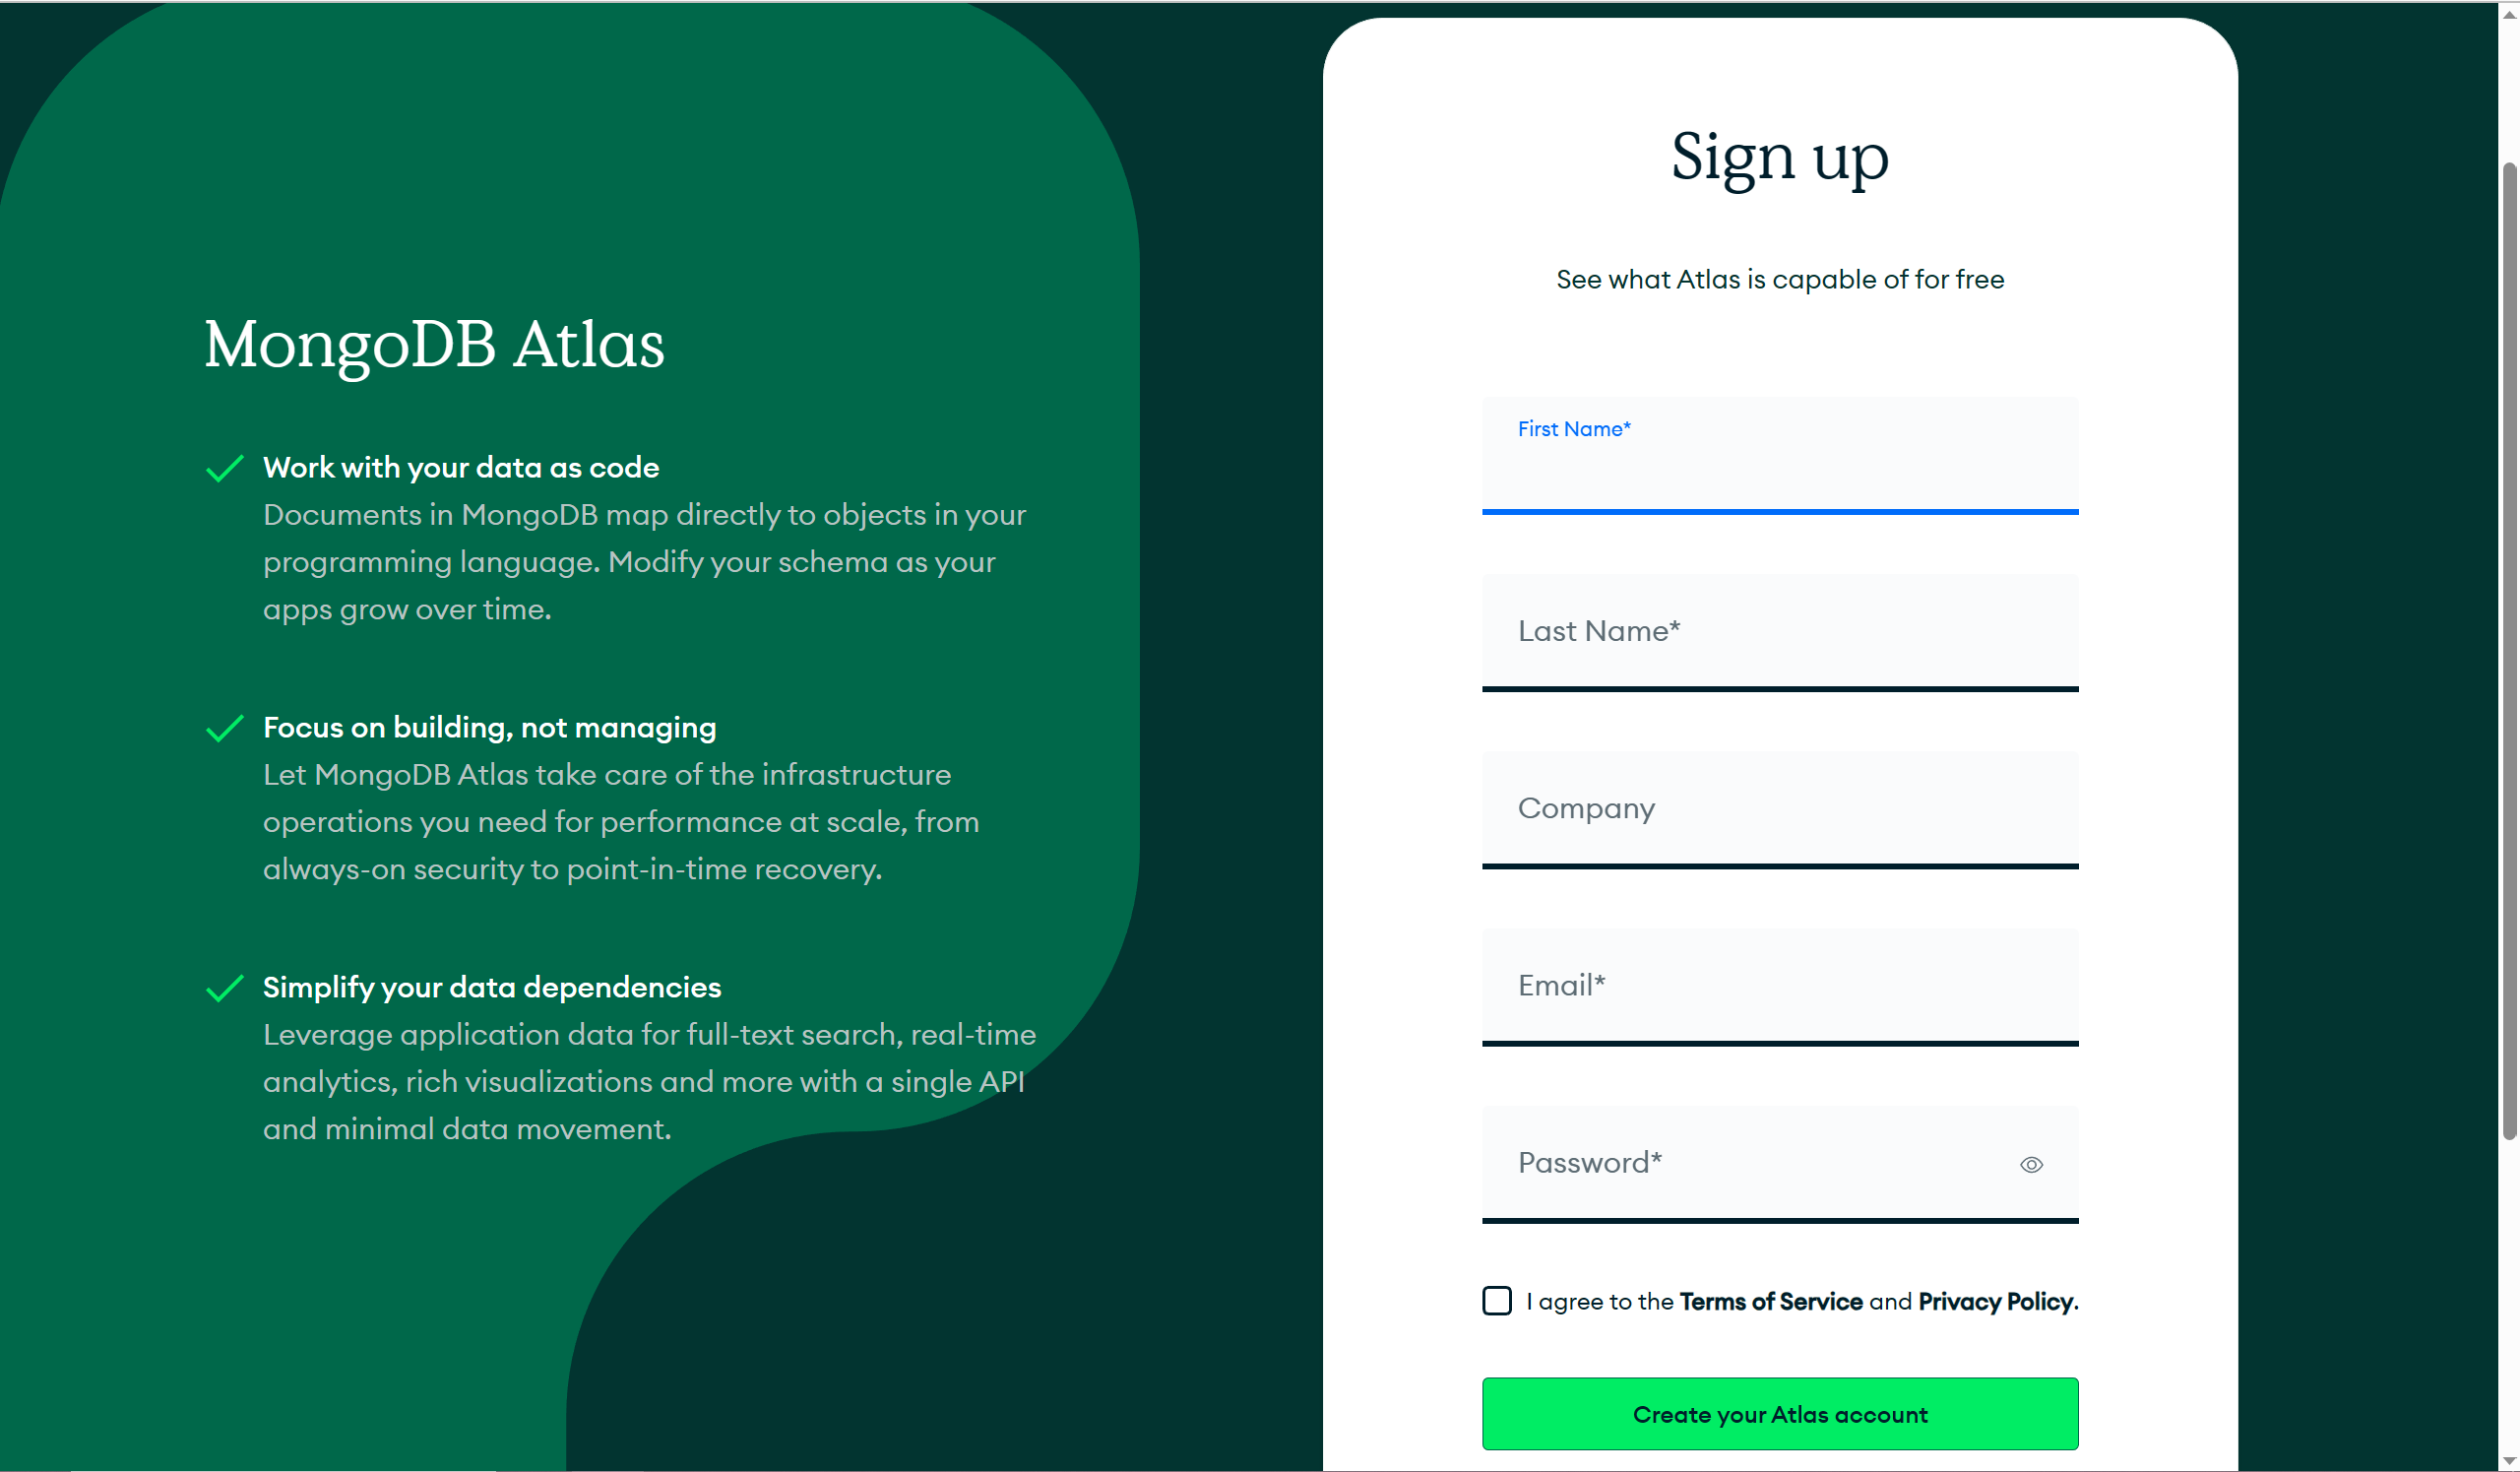 MongoDB Atlas
Work with your data as code
Documents in MongoDB map directly to objects in your
programming language. Modify your schema as your
apps grow over time.
Focus on building, not managing
Let MongoDB Atlas take care of the infrastructure
operations you need for performance at scale, from
always-on security to point-in-time recovery.
Simplify your data dependencies
Leverage application data for full-text search, real-time
analytics, rich visualizations and more with a single API
and minimal data movement.
Sign up
See what Atlas is capable of for free
First Name*
Last Name*
Company
Email*
Password*
I agree to the Terms of Service and Privacy Policy.
Create your Atlas account